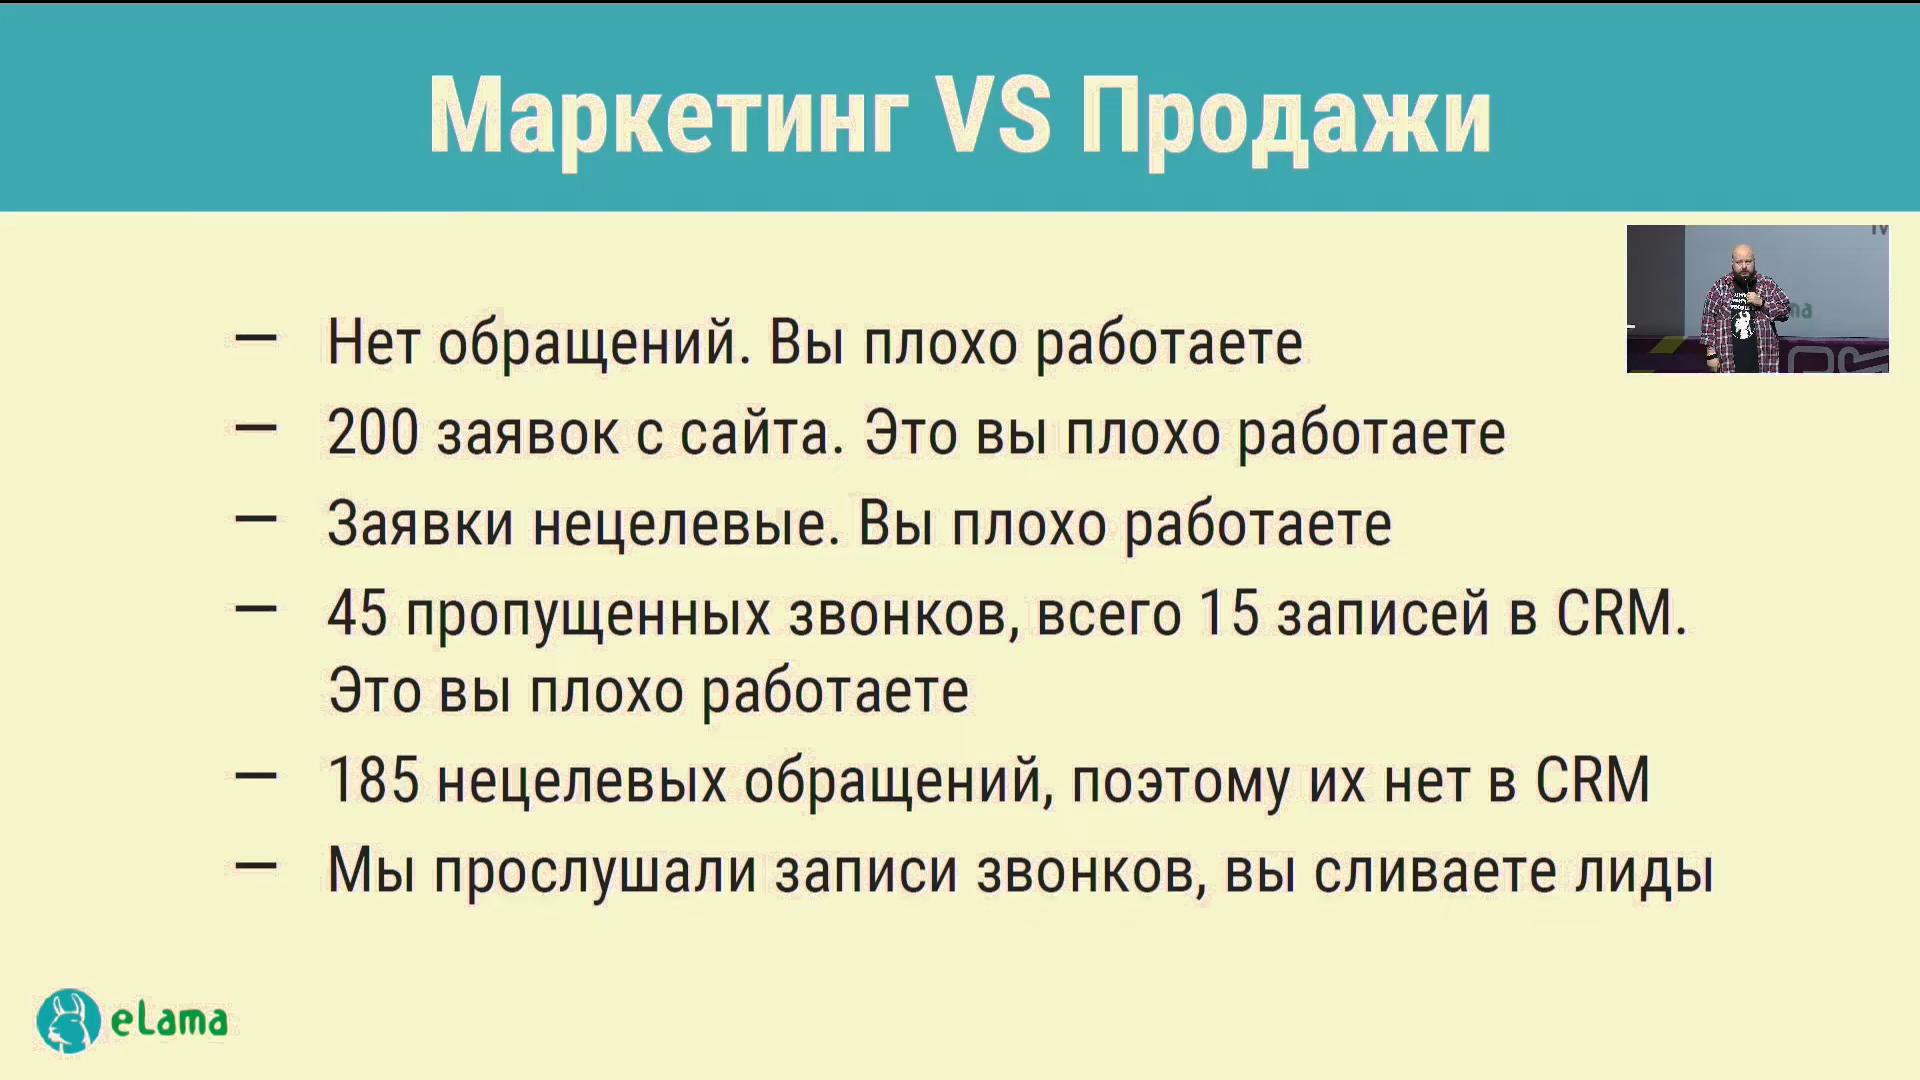 Маркетинг VS Продажи
— Нет обращений. Вы плохо работаете
— 200 заявок с сайта. Это вы плохо работаете
— Заявки нецелевые. Вы плохо работаете
— 45 пропущенных звонков, всего 15 записей в CRM.
Это вы плохо работаете
— 185 нецелевых обращений, поэтому их нет в CRM
— Мы прослушали записи звонков, вы сливаете лиды
eLama